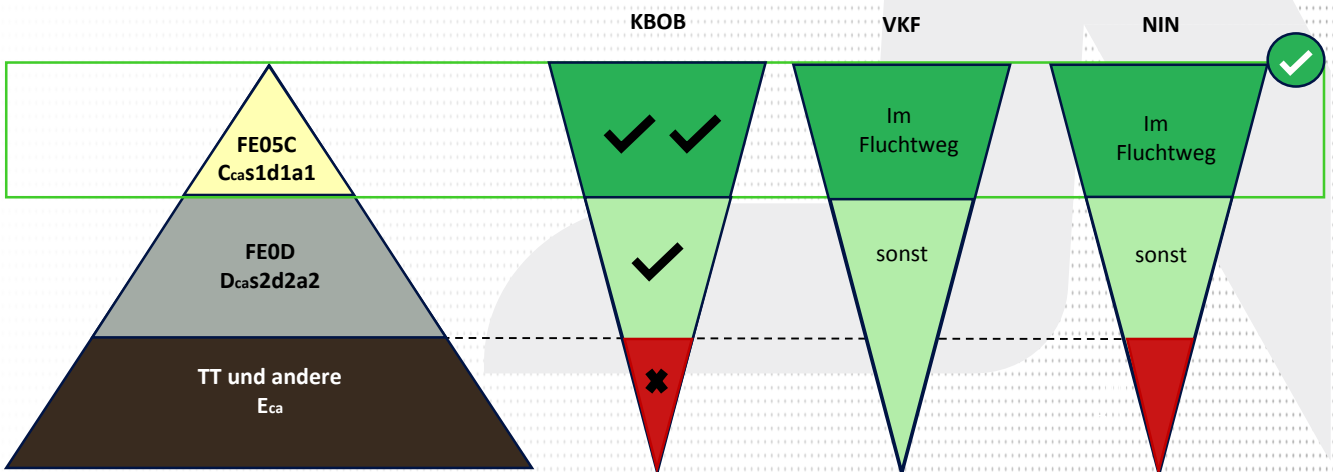 KBOB
VKF
NIN
FE05C
Ccas1d1a1
Im
Fluchtweg
Im
Fluchtweg
FE0D
Dcas2d2a2
sonst
sonst
TT und andere
Eca